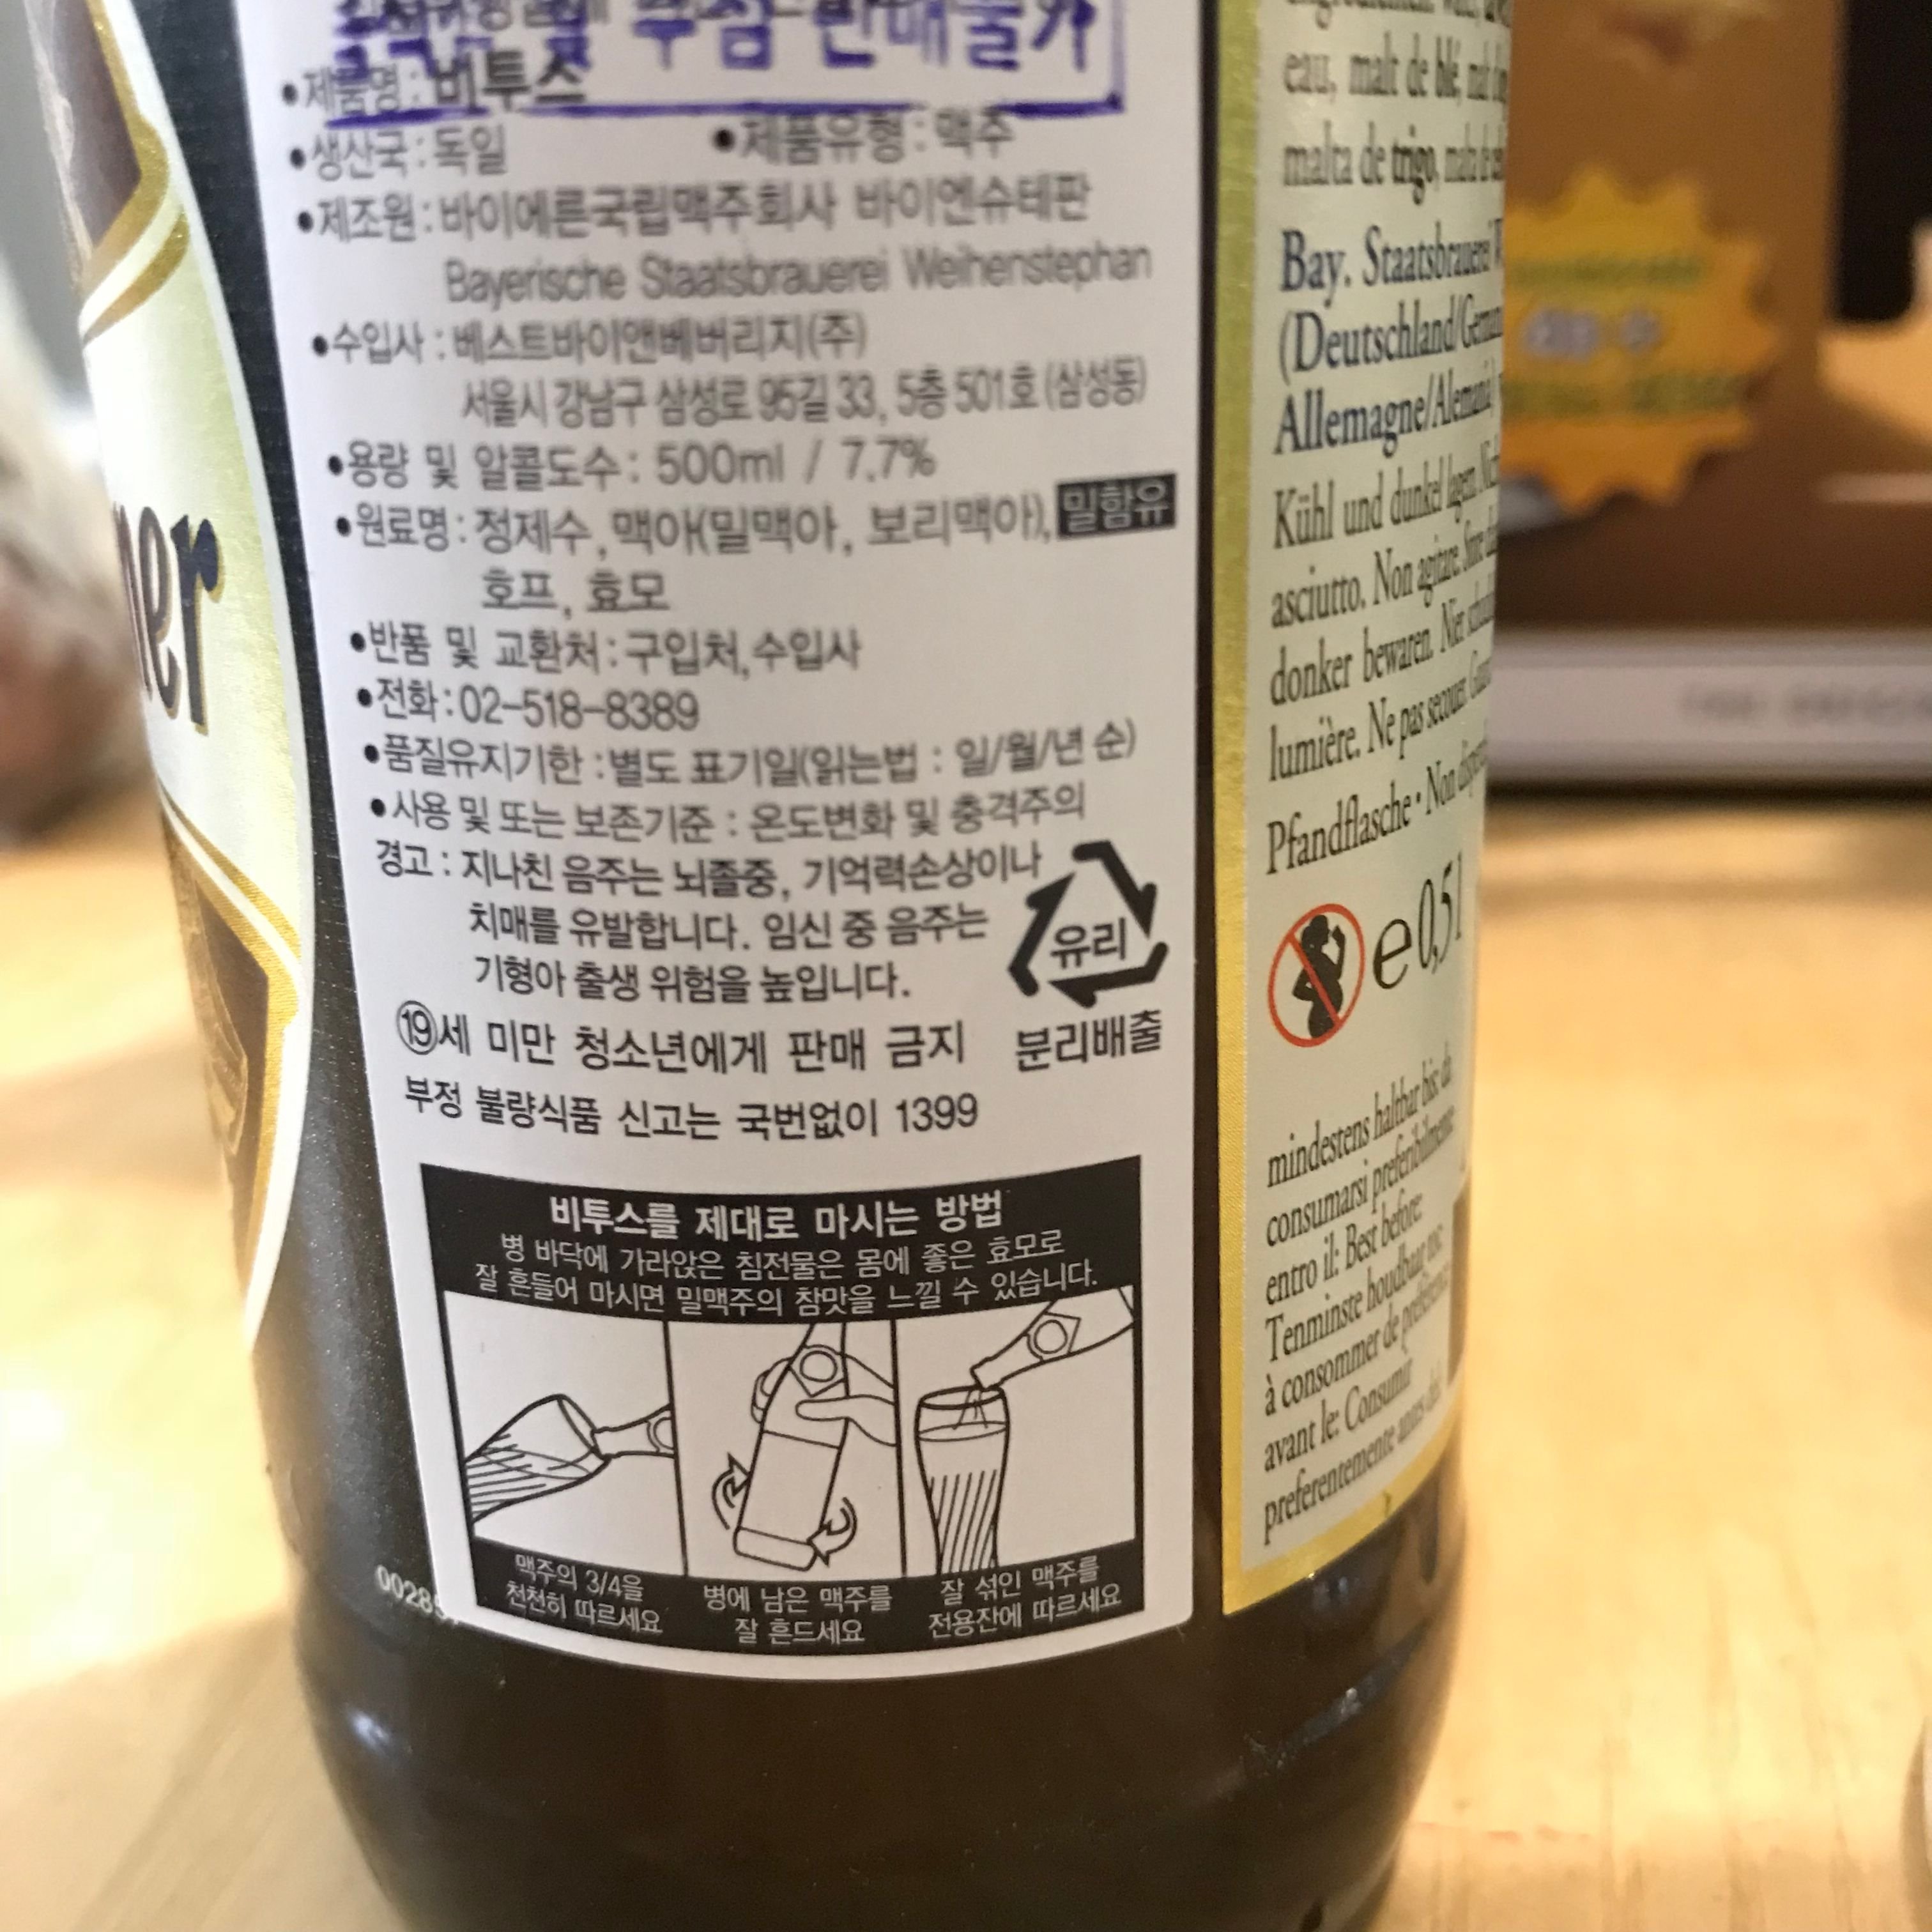 부점 판매불가
•제품명: 비투스
•생산국: 독일 •제품유형: 맥주
•제조원: 바이에른국립맥주회사 바이엔슈테판
Bayerische Staatsbrauerei Weihenstephan
•수입사: 베스트바이앤베버리지(주)
서울시 강남구 삼성로 95길 33, 5층 501호 (삼성동)
•용량 및 알콜도수: 500ml / 7.7%
•원료명: 정제수, 맥아(밀맥아, 보리맥아), 밀함유
호프, 효모
•반품 및 교환처: 구입처,수입사
•전화: 02-518-8389
•품질유지기한 : 별도 표기일(읽는법 : 일/월/년 순)
•사용 및 또는 보존기준 : 온도변화 및 충격주의
경고 : 지나친 음주는 뇌졸중, 기억력손상이나
치매를 유발합니다. 임신 중 음주는
기형아 출생 위험을 높입니다.
유리
분리배출
⑲세 미만 청소년에게 판매 금지
부정 불량식품 신고는 국번없이 1399
비투스를 제대로 마시는 방법
병 바닥에 가라앉은 침전물은 몸에 좋은 효모로
잘 흔들어 마시면 밀맥주의 참맛을 느낄 수 있습니다.
맥주의 3/4을
천천히 따르세요
병에 남은 맥주를
잘 흔드세요
잘 섞인 맥주를
전용잔에 따르세요
0028
ner
eau, malt de blé,
malta de trigo,
Bay. Staatsbrauerei
(Deutschland/
Allemagne/Alemania)
Kühl und dunkel lagern.
asciutto. Non agitare.
donker bewaren. Niet
lumière. Ne pas secouer.
Pfandflasche • Non
e 0,5 l
mindestens haltbar bis:
consumarsi preferibilmente
entro il: Best before:
Tenminste houdbaar tot:
à consommer de préférence
avant le: Consumir
preferentemente antes del